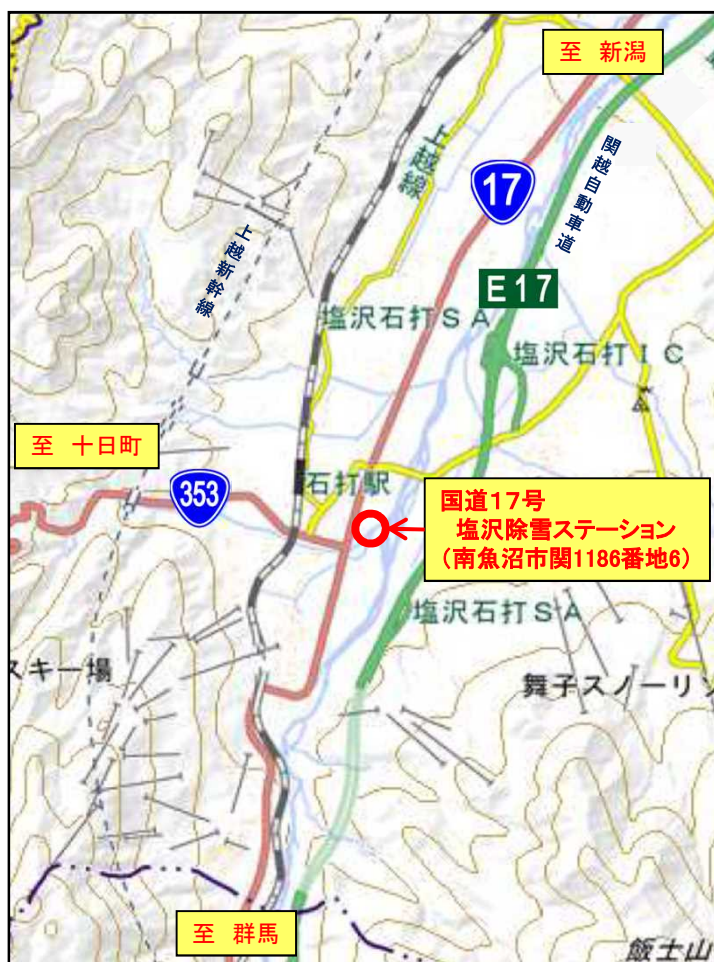 至 新潟
関越自動車道
上越線
17
上越新幹線
E17
塩沢石打SA
塩沢石打IC
至 十日町
353
石打駅
国道17号
塩沢除雪ステーション
(南魚沼市関1186番地6)
塩沢石打SA
スキー場
舞子スノーリゾ
至 群馬
飯士山